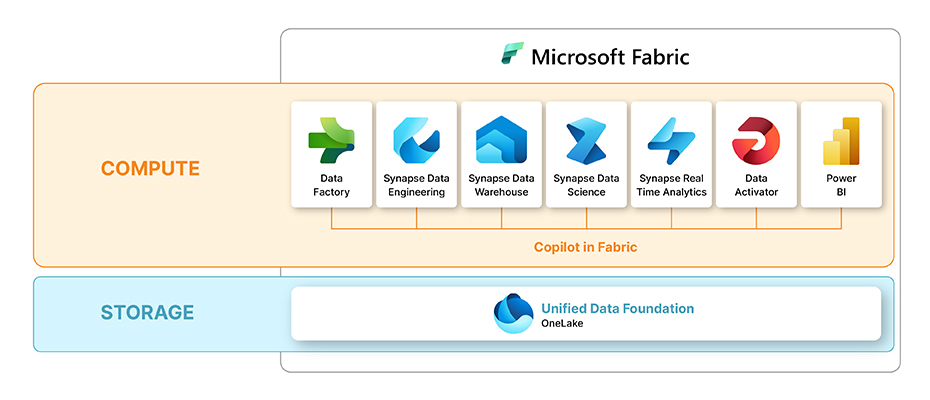 Microsoft Fabric
COMPUTE
Data
Factory
Synapse Data
Engineering
Synapse Data
Warehouse
Synapse Data
Science
Synapse Real
Time Analytics
Data
Activator
Power
BI
Copilot in Fabric
STORAGE
Unified Data Foundation
OneLake